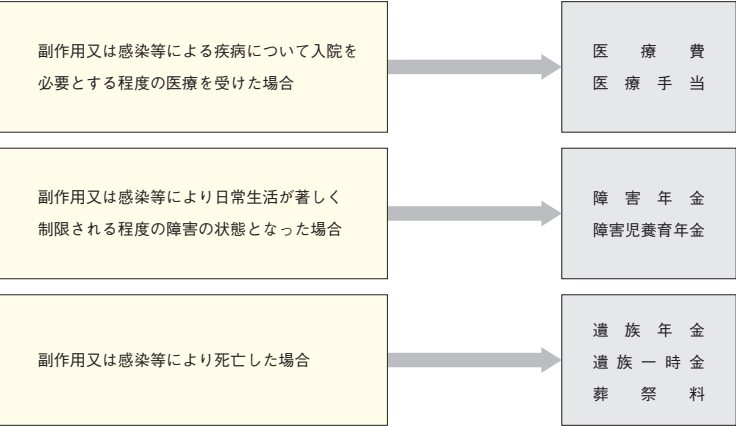 副作用又は感染等による疾病について入院を
必要とする程度の医療を受けた場合
医療費
医療手当
副作用又は感染等により日常生活が著しく
制限される程度の障害の状態となった場合
障害年金
障害児養育年金
副作用又は感染等により死亡した場合
遺族年金
遺族一時金
葬祭料